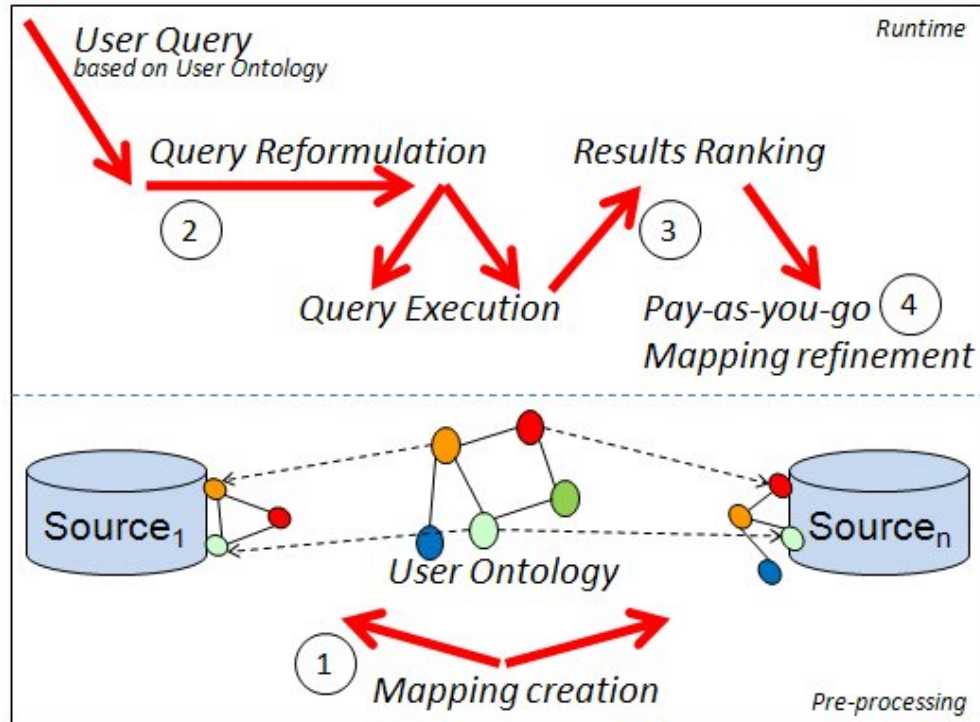 User Query
based on User Ontology
Runtime
Query Reformulation
Results Ranking
2
3
Query Execution
Pay-as-you-go
4
Mapping refinement
Source1
Sourcen
User Ontology
1
Mapping creation
Pre-processing